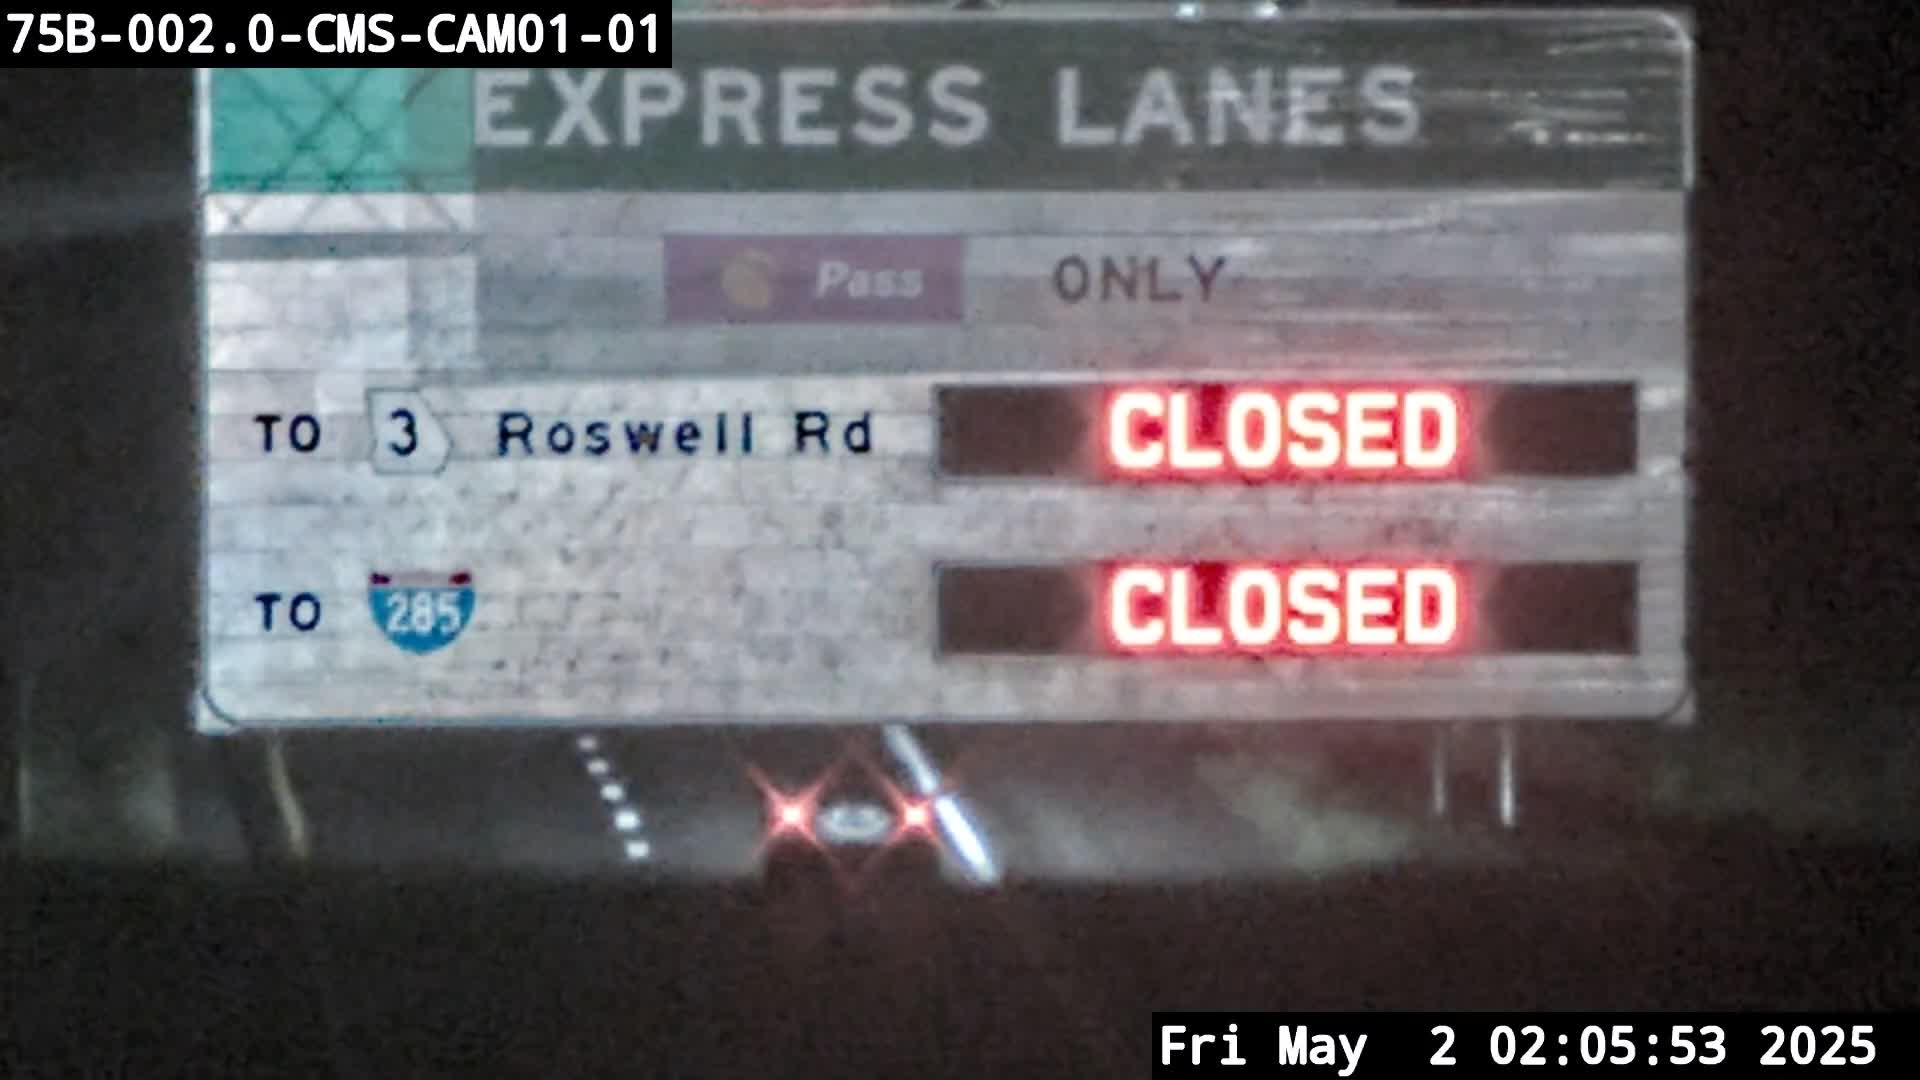 75B-002.0-CMS-CAM01-01
EXPRESS LANES
Pass ONLY
TO 3 Roswell Rd CLOSED
TO 285 CLOSED
Fri May 2 02:05:53 2025